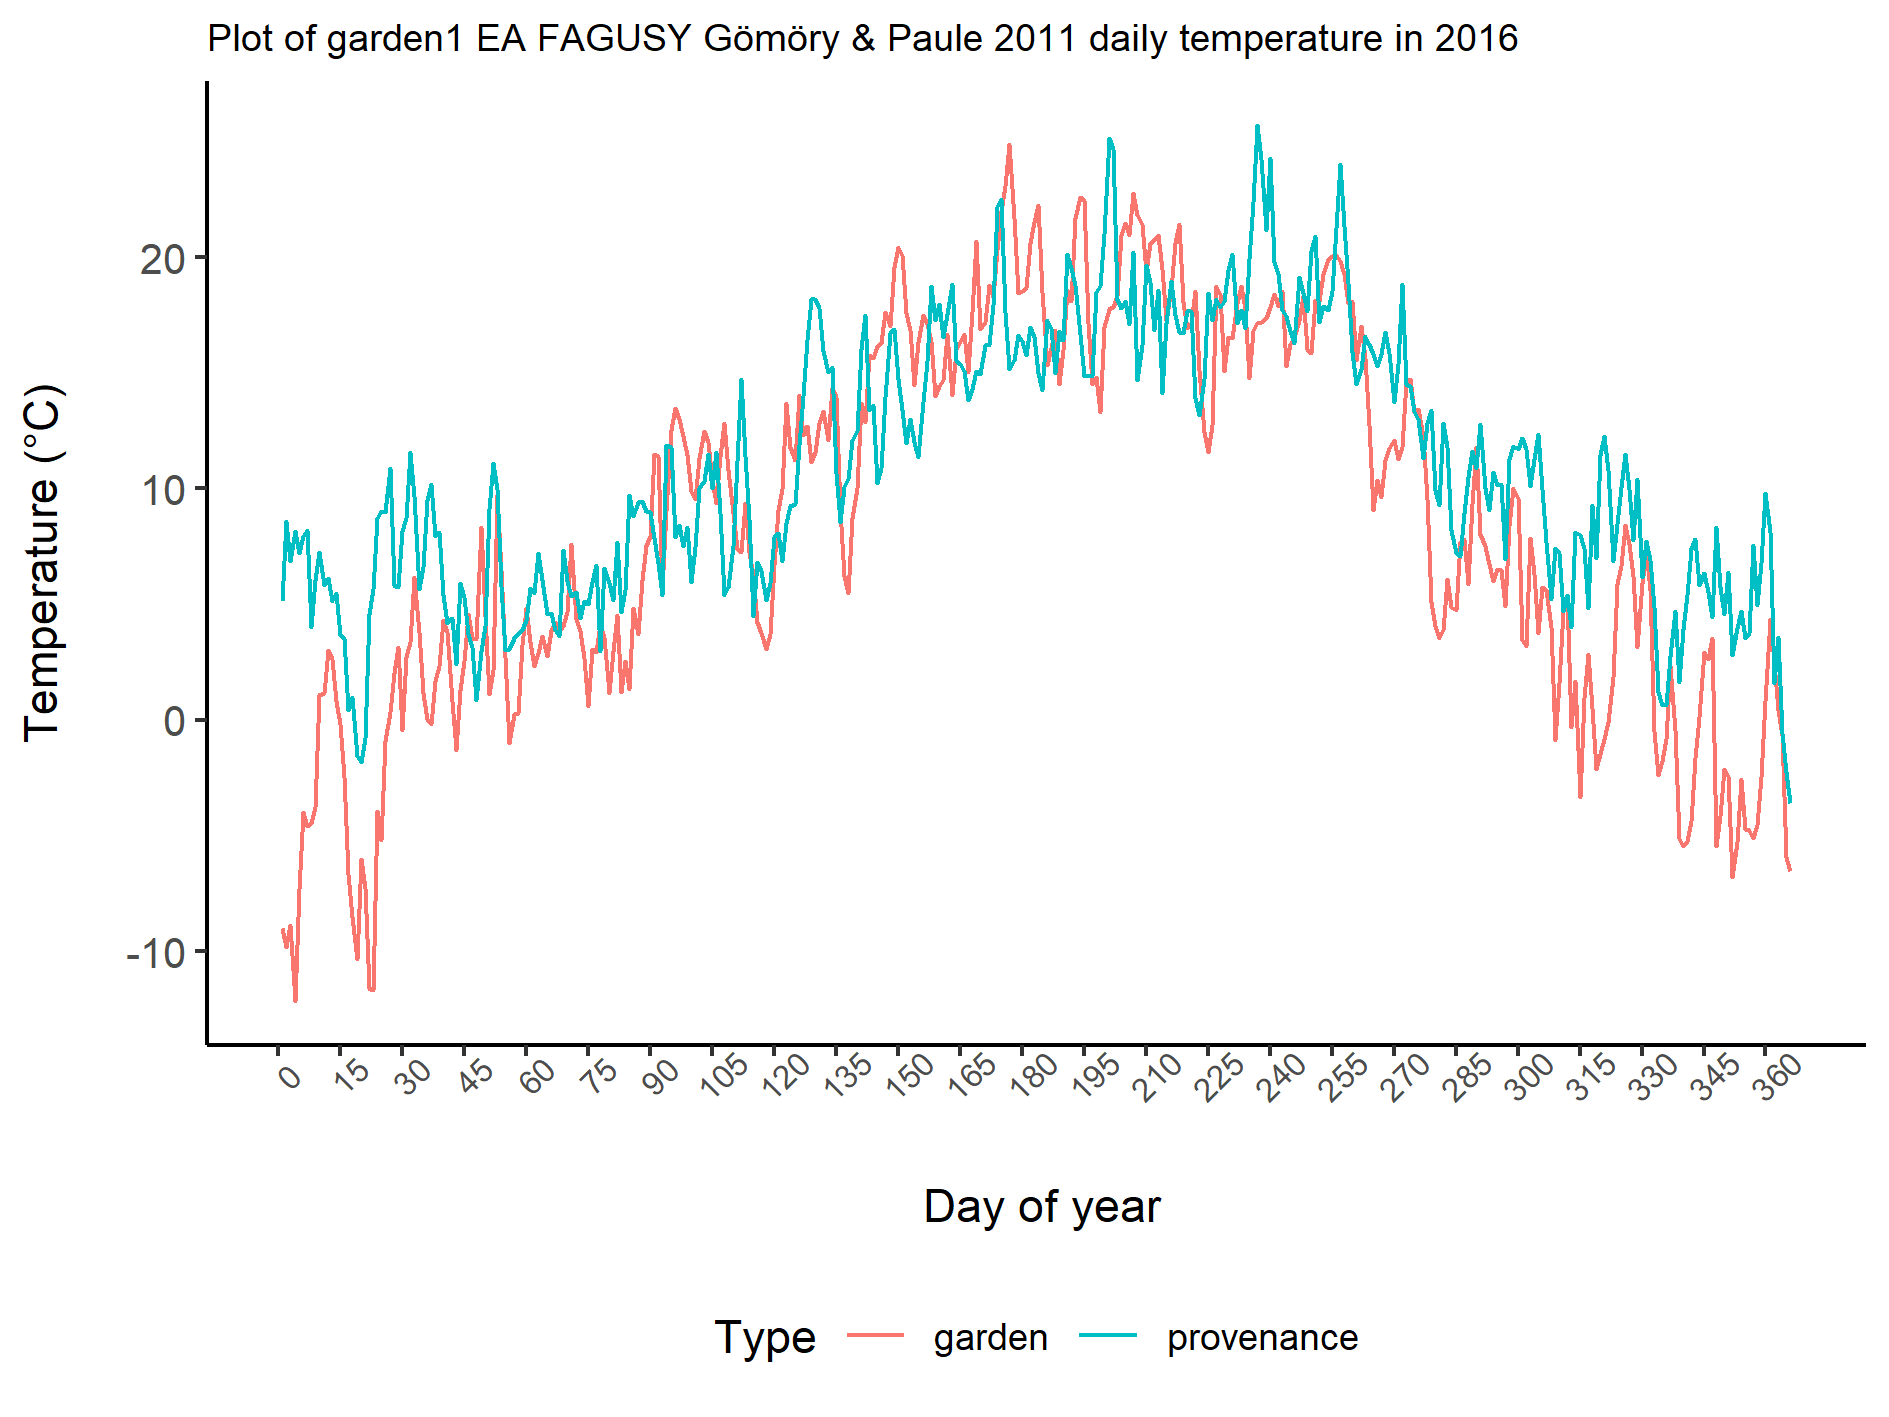 Plot of garden1 EA FAGUSY Gömöry & Paule 2011 daily temperature in 2016
Temperature (°C)
20
10
0
-10
0 15 30 45 60 75 90 105 120 135 150 165 180 195 210 225 240 255 270 285 300 315 330 345 360
Day of year
Type garden provenance